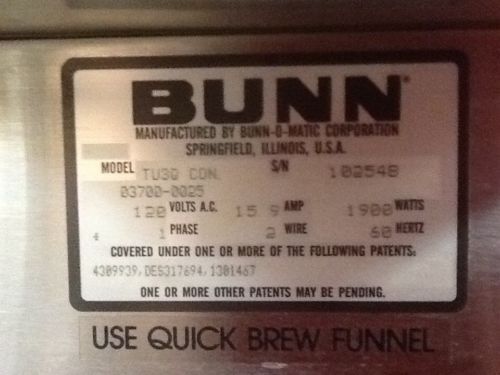 BUNN®
MANUFACTURED BY BUNN-O-MATIC CORPORATION
SPRINGFIELD, ILLINOIS, U.S.A.
MODEL TU3Q CDN. S/N 102548
03700-0025
120 VOLTS A.C. 15 9 AMP 1900 WATTS
4 1 PHASE 2 WIRE 60 HERTZ
COVERED UNDER ONE OR MORE OF THE FOLLOWING PATENTS:
4309939,DES317694,1301467
ONE OR MORE OTHER PATENTS MAY BE PENDING.
USE QUICK BREW FUNNEL